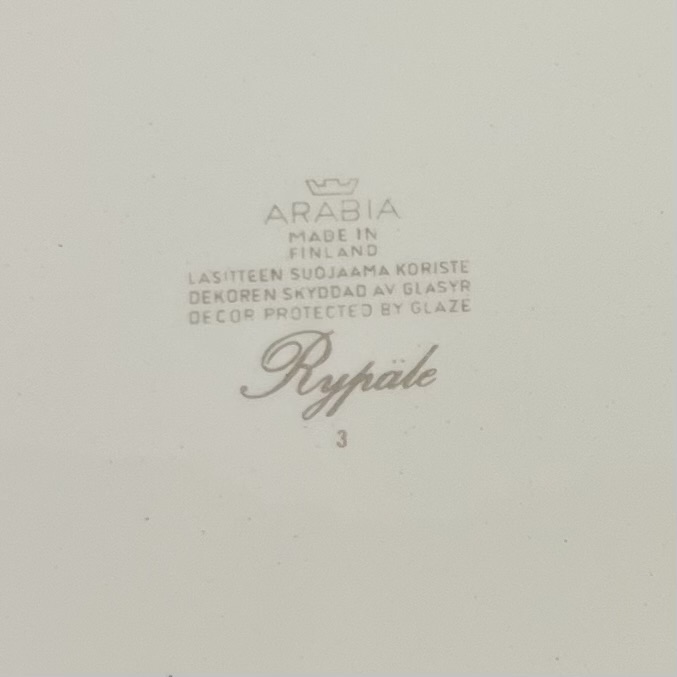 ARABIA
MADE IN
FINLAND
LASITTEEN SUOJAAMA KORISTE
DEKOREN SKYDDAD AV GLASYR
DECOR PROTECTED BY GLAZE
Rypäle
3